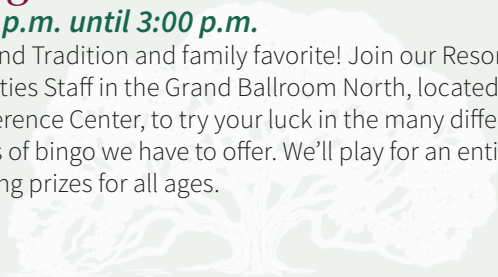 p.m. until 3:00 p.m.
nd Tradition and family favorite! Join our Resor
ties Staff in the Grand Ballroom North, located
erence Center, to try your luck in the many diffe
s of bingo we have to offer. We’ll play for an enti
ng prizes for all ages.